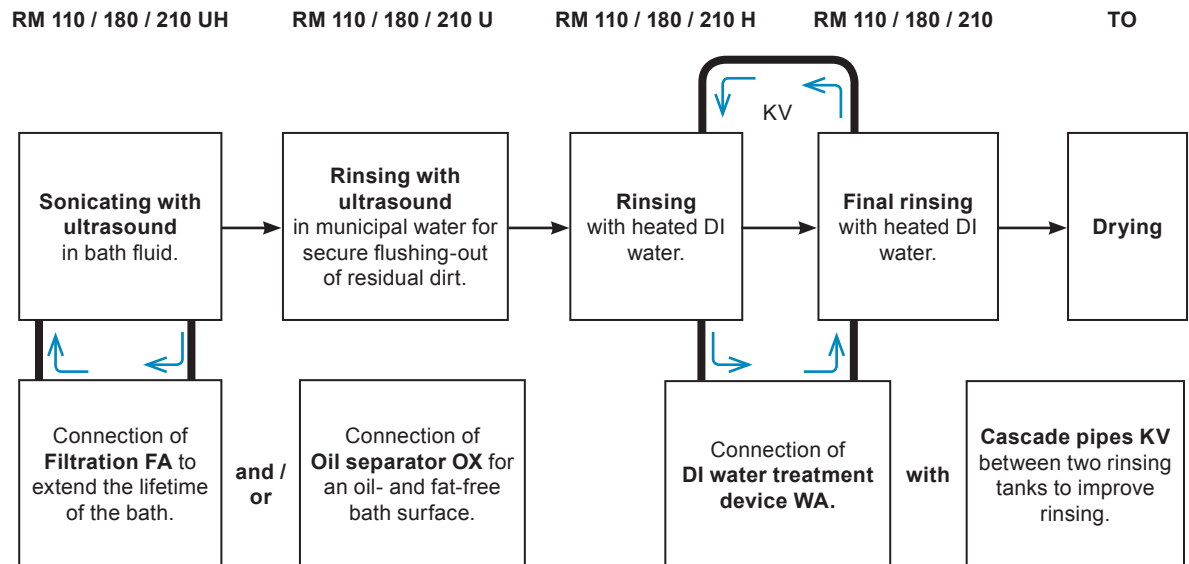 RM 110 / 180 / 210 UH
RM 110 / 180 / 210 U
RM 110 / 180 / 210 H
RM 110 / 180 / 210
TO
KV
Sonicating with
ultrasound
in bath fluid.
Rinsing with
ultrasound
in municipal water for
secure flushing-out
of residual dirt.
Rinsing
with heated DI
water.
Final rinsing
with heated DI
water.
Drying
Connection of
Filtration FA to
extend the lifetime
of the bath.
and /
or
Connection of
Oil separator OX for
an oil- and fat-free
bath surface.
Connection of
DI water treatment
device WA.
with
Cascade pipes KV
between two rinsing
tanks to improve
rinsing.